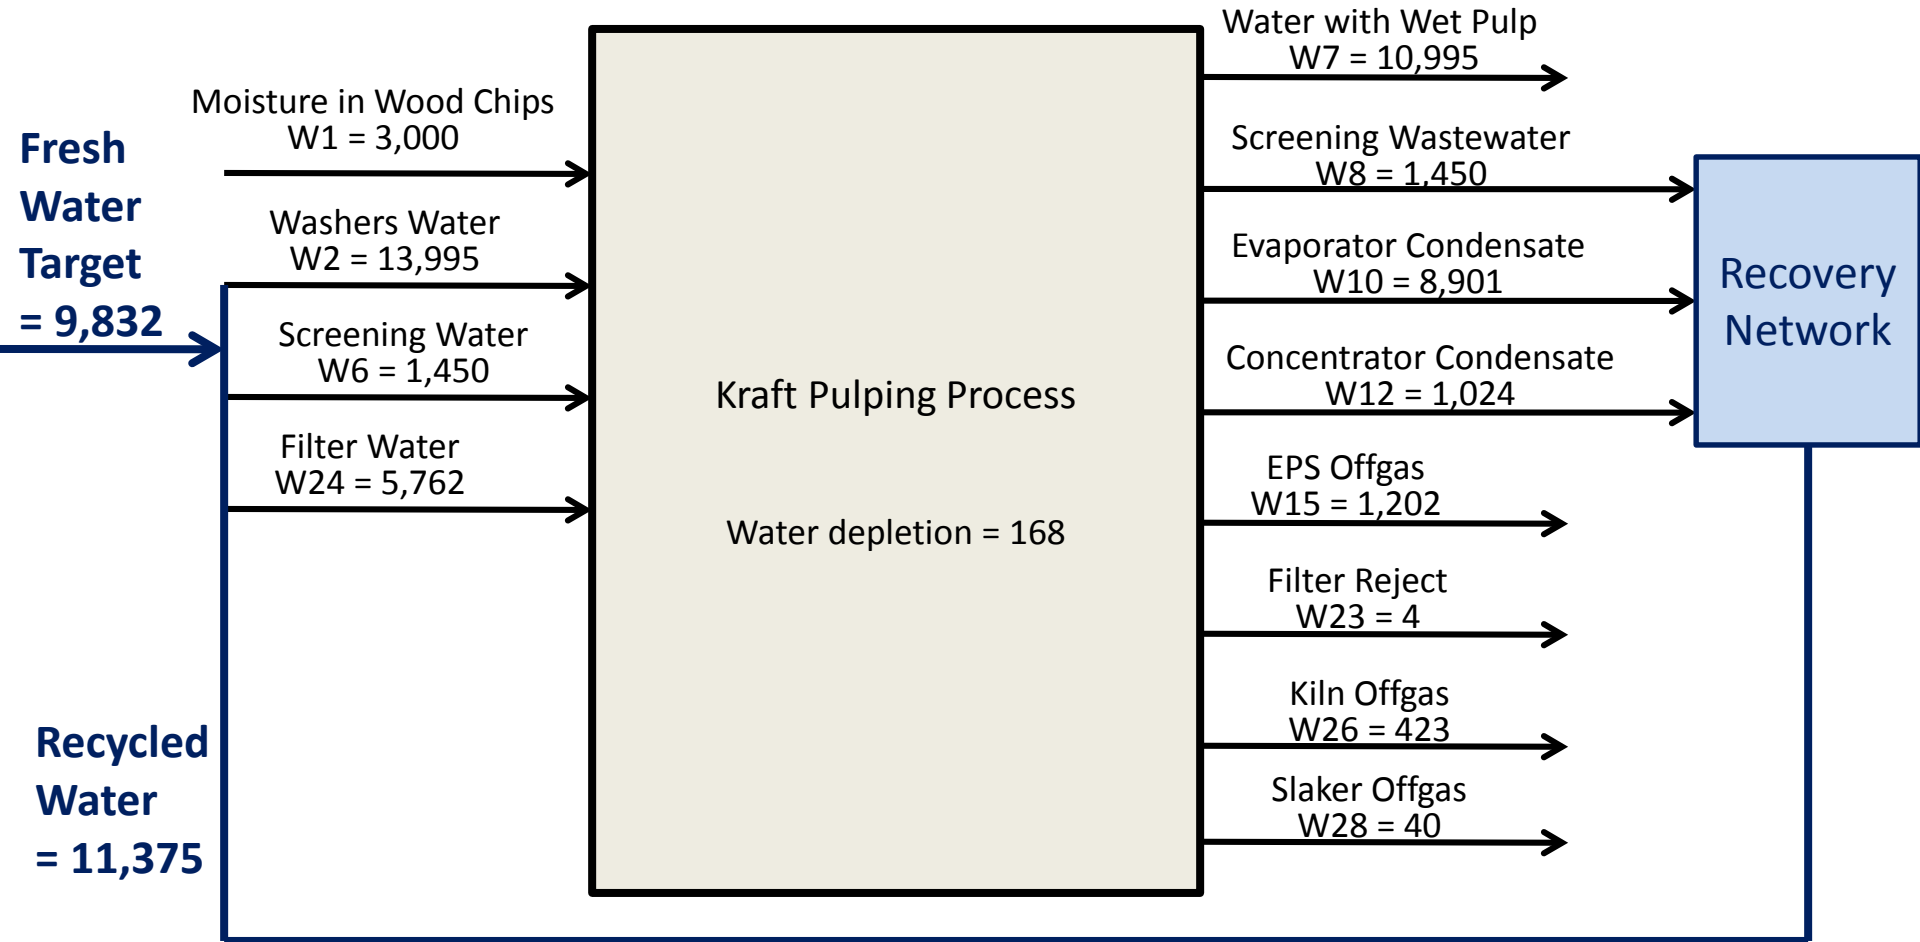 Fresh
Water
Target
= 9,832
Moisture in Wood Chips
W1 = 3,000
Washers Water
W2 = 13,995
Screening Water
W6 = 1,450
Filter Water
W24 = 5,762
Recycled
Water
= 11,375
Kraft Pulping Process
Water depletion = 168
Water with Wet Pulp
W7 = 10,995
Screening Wastewater
W8 = 1,450
Evaporator Condensate
W10 = 8,901
Concentrator Condensate
W12 = 1,024
EPS Offgas
W15 = 1,202
Filter Reject
W23 = 4
Kiln Offgas
W26 = 423
Slaker Offgas
W28 = 40
Recovery
Network